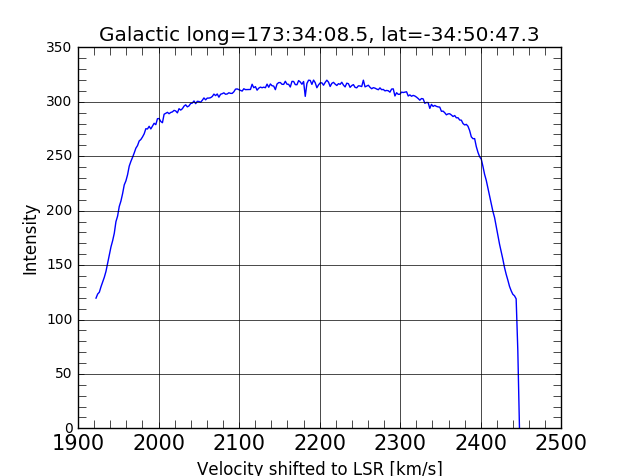 Galactic long=173:34:08.5, lat=-34:50:47.3
350
300
250
200
150
100
50
0
Intensity
1900 2000 2100 2200 2300 2400 2500
Velocity shifted to LSR [km/s]